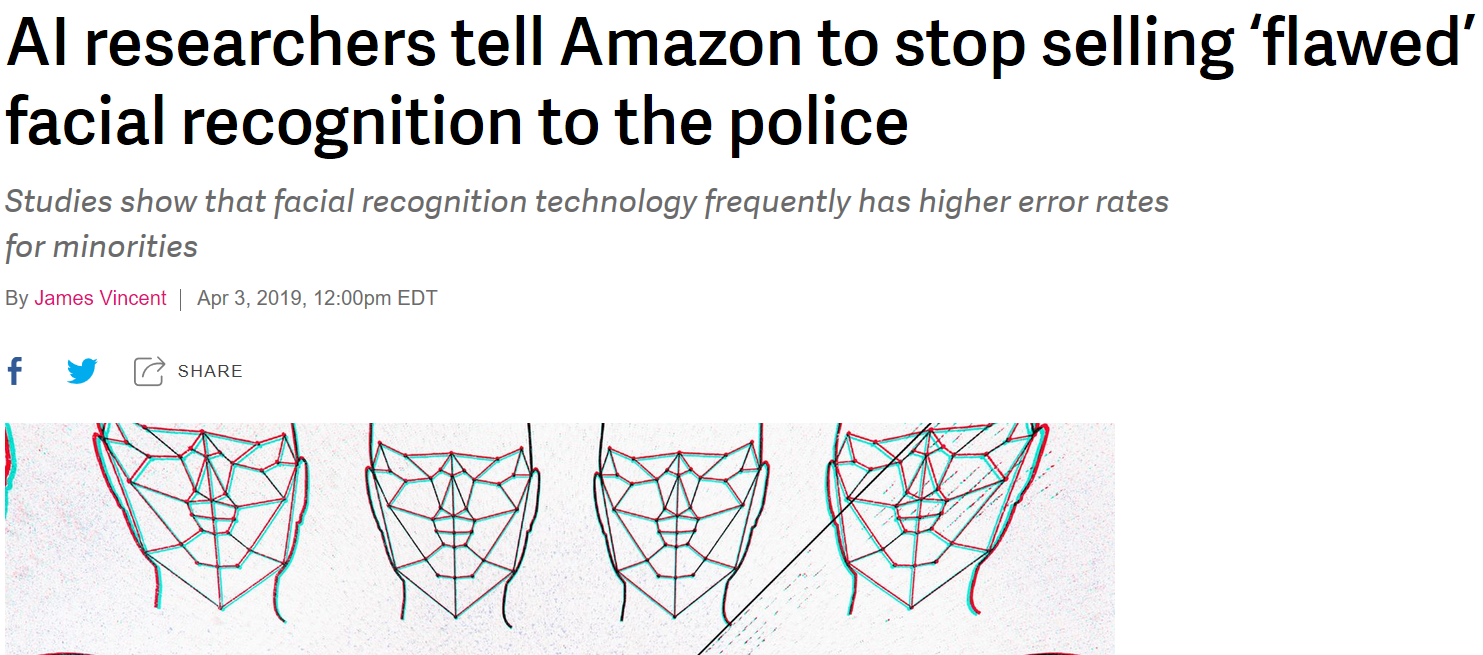 AI researchers tell Amazon to stop selling ‘flawed’
facial recognition to the police
Studies show that facial recognition technology frequently has higher error rates
for minorities
By James Vincent | Apr 3, 2019, 12:00pm EDT
SHARE